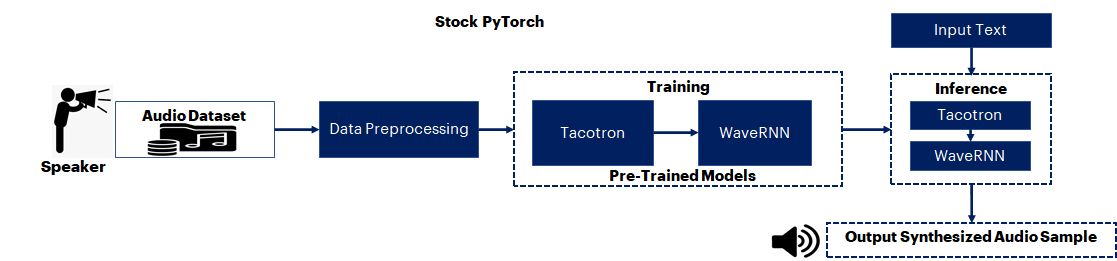 Stock PyTorch
Speaker
Audio Dataset
Data Preprocessing
Training
Tacotron
WaveRNN
Pre-Trained Models
Input Text
Inference
Tacotron
WaveRNN
Output Synthesized Audio Sample